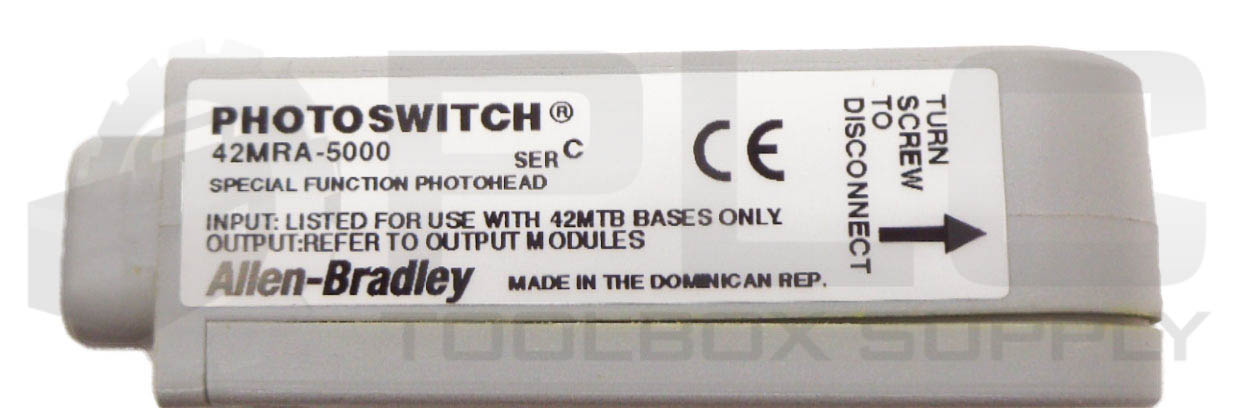 PHOTOSWITCH®
42MRA-5000 SER C
SPECIAL FUNCTION PHOTOHEAD
INPUT: LISTED FOR USE WITH 42MTB BASES ONLY.
OUTPUT:REFER TO OUTPUT MODULES
Allen-Bradley MADE IN THE DOMINICAN REP.
CE
TURN
SCREW
TO
DISCONNECT
PLC
TOOLBOX SUPPLY